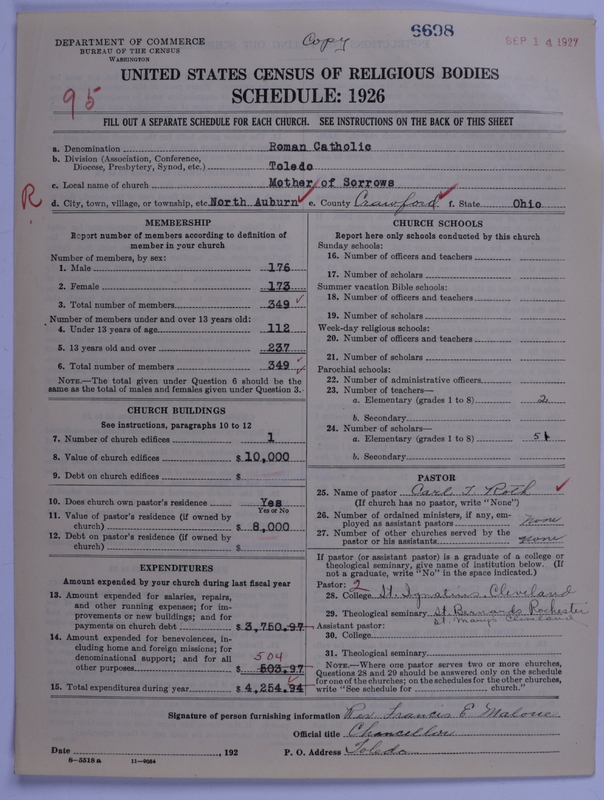 6698
Copy
SEP 14 1927
DEPARTMENT OF COMMERCE
BUREAU OF THE CENSUS
WASHINGTON
UNITED STATES CENSUS OF RELIGIOUS BODIES
SCHEDULE: 1926
95
FILL OUT A SEPARATE SCHEDULE FOR EACH CHURCH. SEE INSTRUCTIONS ON THE BACK OF THIS SHEET
a. Denomination Roman Catholic
b. Division (Association, Conference,
Diocese, Presbytery, Synod, etc.) Toledo
c. Local name of church Mother of Sorrows
R
d. City, town, village, or township, etc. North Auburn e. County Crawford f. State Ohio
MEMBERSHIP
Report number of members according to definition of
member in your church
Number of members, by sex:
1. Male 176
2. Female 173
3. Total number of members 349
Number of members under and over 13 years old:
4. Under 13 years of age 112
5. 13 years old and over 237
6. Total number of members 349
NOTE.—The total given under Question 6 should be the
same as the total of males and females given under Question 3.
CHURCH BUILDINGS
See instructions, paragraphs 10 to 12
7. Number of church edifices 1
8. Value of church edifices $ 10,000
9. Debt on church edifices $
10. Does church own pastor's residence Yes
Yes or No
11. Value of pastor's residence (if owned by
church) $ 8,000
12. Debt on pastor's residence (if owned by
church) $
EXPENDITURES
Amount expended by your church during last fiscal year
13. Amount expended for salaries, repairs,
and other running expenses; for im-
provements or new buildings; and for
payments on church debt $ 3,750.97
14. Amount expended for benevolences, in-
cluding home and foreign missions; for
denominational support; and for all 504
other purposes $ 503.97
15. Total expenditures during year $ 4,254.94
CHURCH SCHOOLS
Report here only schools conducted by this church
Sunday schools:
16. Number of officers and teachers
17. Number of scholars
Summer vacation Bible schools:
18. Number of officers and teachers
19. Number of scholars
Week-day religious schools:
20. Number of officers and teachers
21. Number of scholars
Parochial schools:
22. Number of administrative officers
23. Number of teachers—
a. Elementary (grades 1 to 8) 2
b. Secondary
24. Number of scholars—
a. Elementary (grades 1 to 8) 51
b. Secondary
PASTOR
25. Name of pastor Carl T. Roth
(If church has no pastor, write "None")
26. Number of ordained ministers, if any, em-
ployed as assistant pastors none
27. Number of other churches served by the
pastor or his assistants none
If pastor (or assistant pastor) is a graduate of a college or
theological seminary, give name of institution below. (If
not a graduate, write "No" in the space indicated.)
Pastor: 2
28. College St. Ignatius, Cleveland
29. Theological seminary St. Bernards Rochester
St. Marys Cleveland
Assistant pastor:
30. College
31. Theological seminary
NOTE.—Where one pastor serves two or more churches,
Questions 28 and 29 should be answered only on the schedule
for one of the churches; on the schedules for the other churches,
write "See schedule for church."
Signature of person furnishing information Rev. Francis E Malone
Official title Chancellor
Date , 192 P. O. Address Toledo
8—5518 a 11—9084